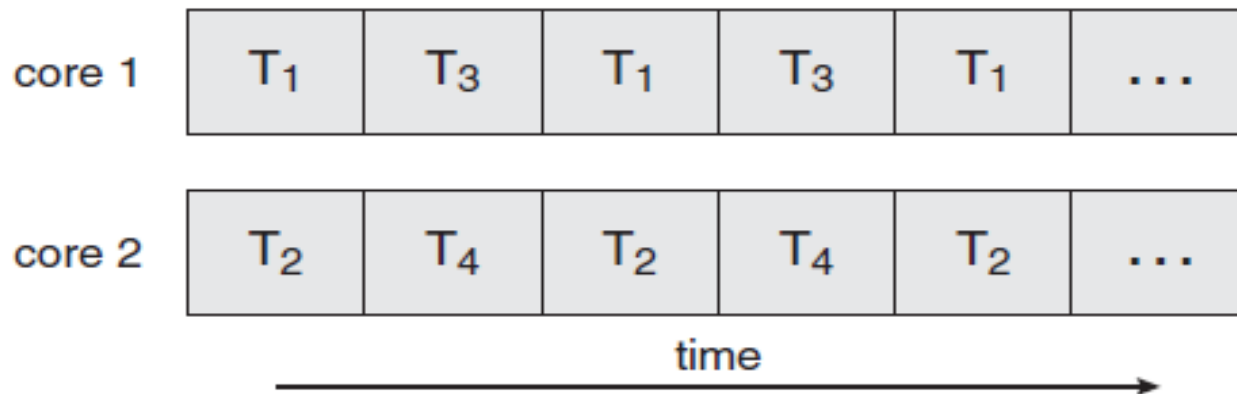 core 1 T₁ T₃ T₁ T₃ T₁ ...
core 2 T₂ T₄ T₂ T₄ T₂ ...
time